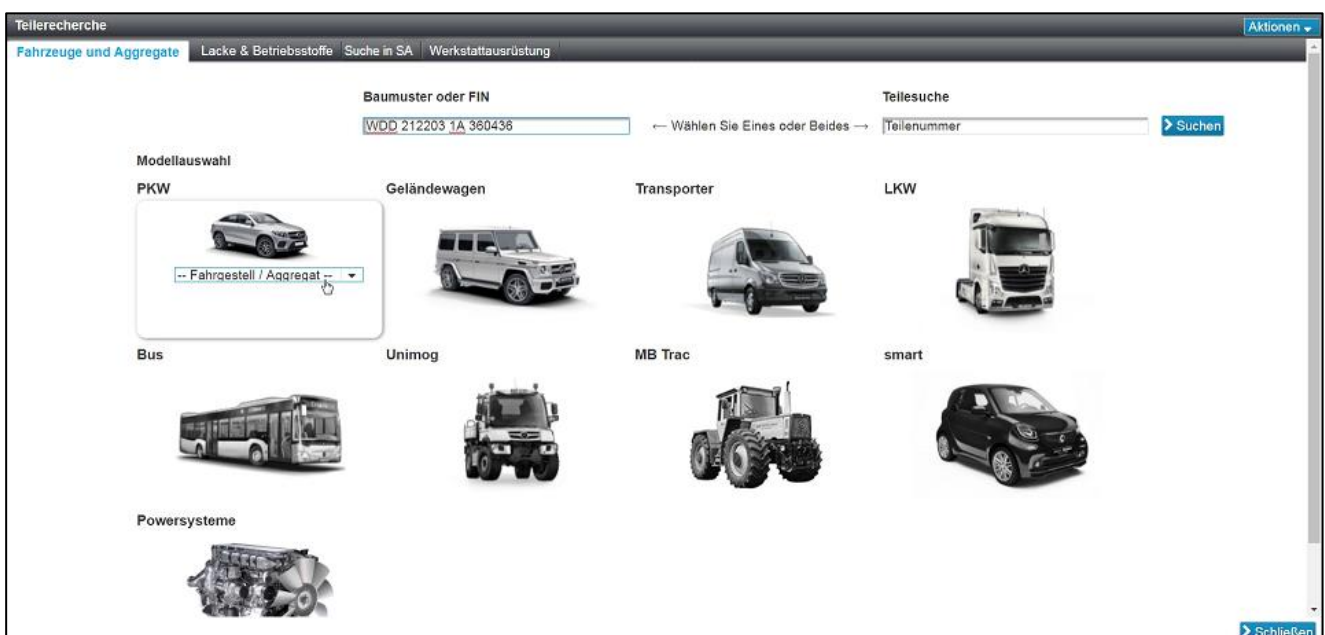 Teilerecherche
Aktionen
Fahrzeuge und Aggregate Lacke & Betriebsstoffe Suche in SA Werkstattausrüstung
Baumuster oder FIN Teilesuche
WDD 212203 1A 360436 ← Wählen Sie Eines oder Beides → Teilenummer Suchen
Modellauswahl
PKW Geländewagen Transporter LKW
-- Fahrgestell / Aggregat --
Bus Unimog MB Trac smart
Powersysteme
Schließen